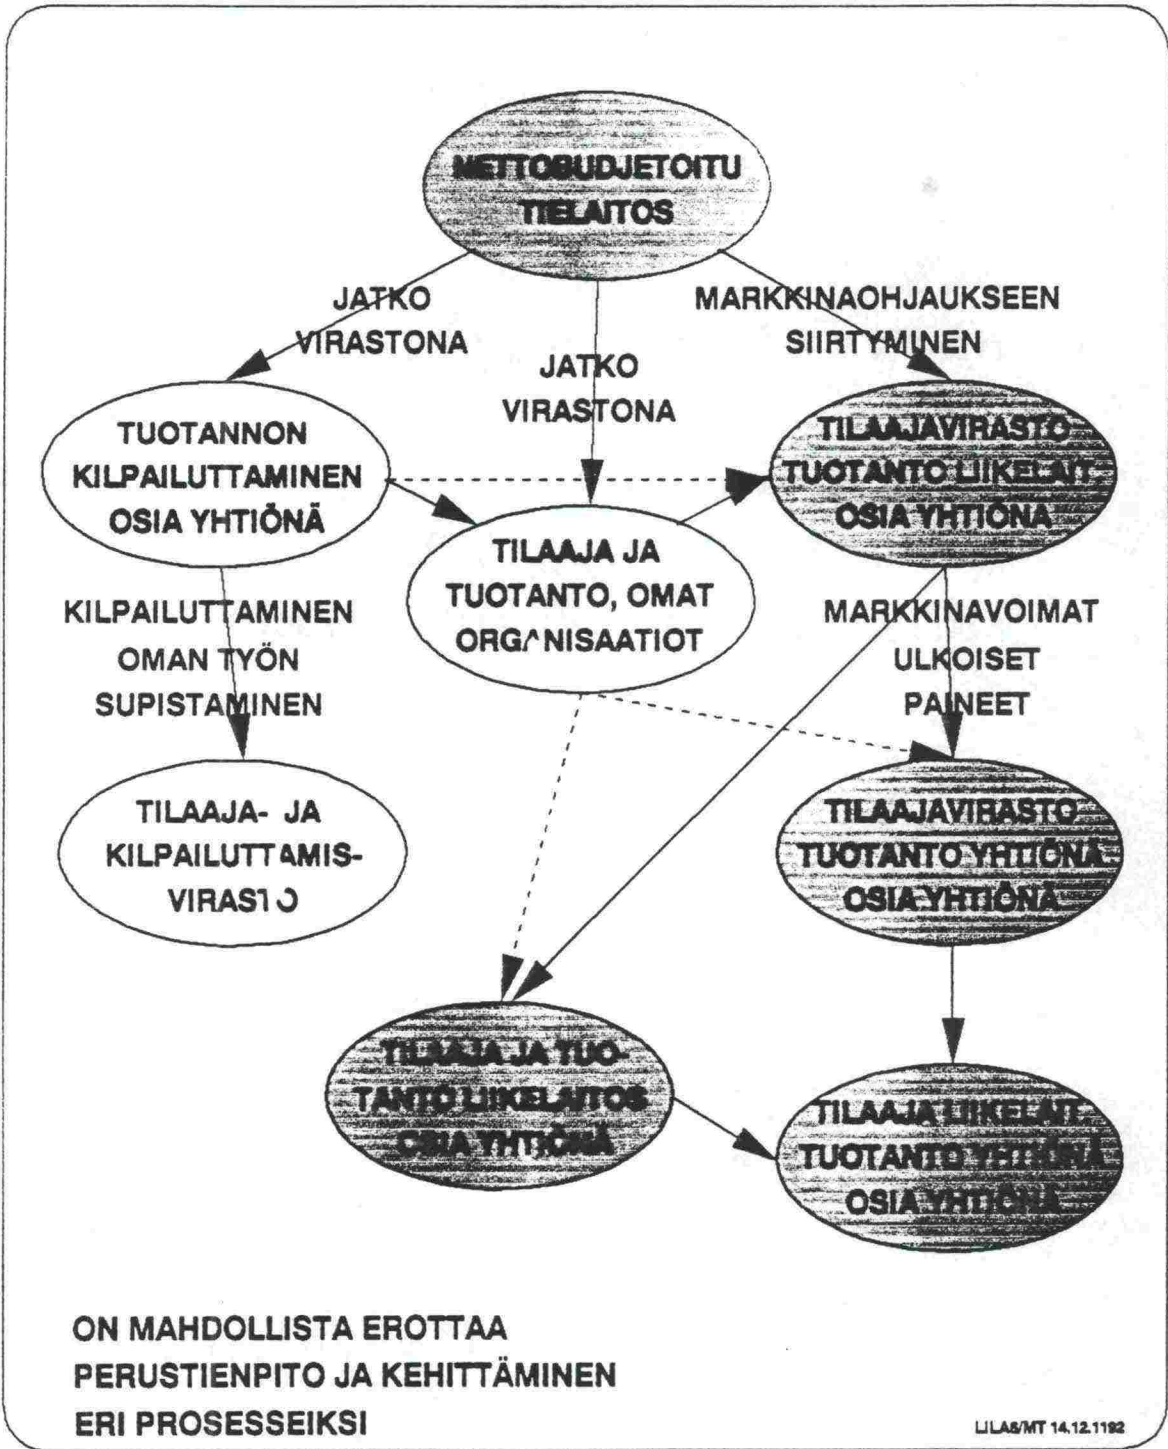 NETTOBUDJETOITU
TIELAITOS
JATKO
VIRASTONA
JATKO
VIRASTONA
MARKKINAOHJAUKSEEN
SIIRTYMINEN
TUOTANNON
KILPAILUTTAMINEN
OSIA YHTIÖNÄ
TILAAJA JA
TUOTANTO, OMAT
ORGANISAATIOT
TILAAJAVIRASTO
TUOTANTO LIIKELAIT.
OSIA YHTIÖNÄ
KILPAILUTTAMINEN
OMAN TYÖN
SUPISTAMINEN
MARKKINAVOIMAT
ULKOISET
PAINEET
TILAAJA- JA
KILPAILUTTAMIS-
VIRASTO
TILAAJAVIRASTO
TUOTANTO YHTIÖNÄ
OSIA YHTIÖNÄ
TILAAJA JA TUO-
TANTO LIIKELAITOS
OSIA YHTIÖNÄ
TILAAJA LIIKELAIT.
TUOTANTO YHTIÖNÄ
OSIA YHTIÖNÄ
ON MAHDOLLISTA EROTTAA
PERUSTIENPITO JA KEHITTÄMINEN
ERI PROSESSEIKSI
14.12.1192